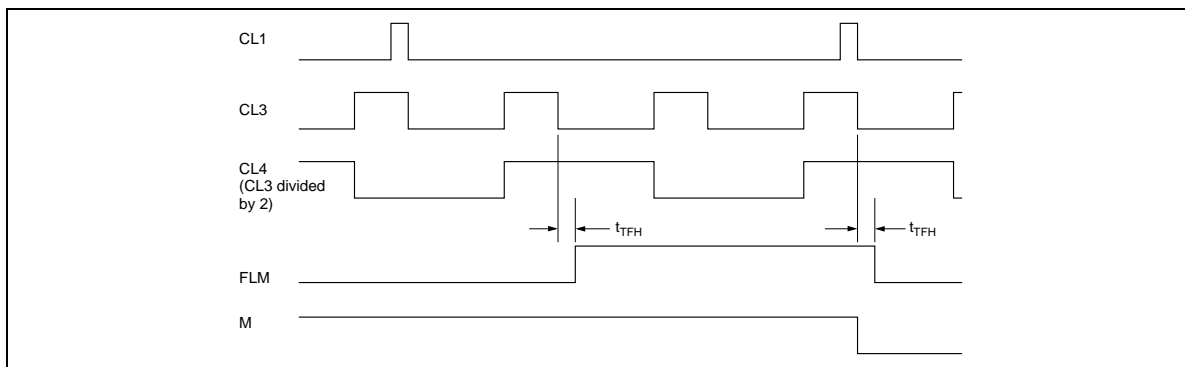 CL1
CL3
CL4
(CL3 divided
by 2)
tTFH
tTFH
FLM
M